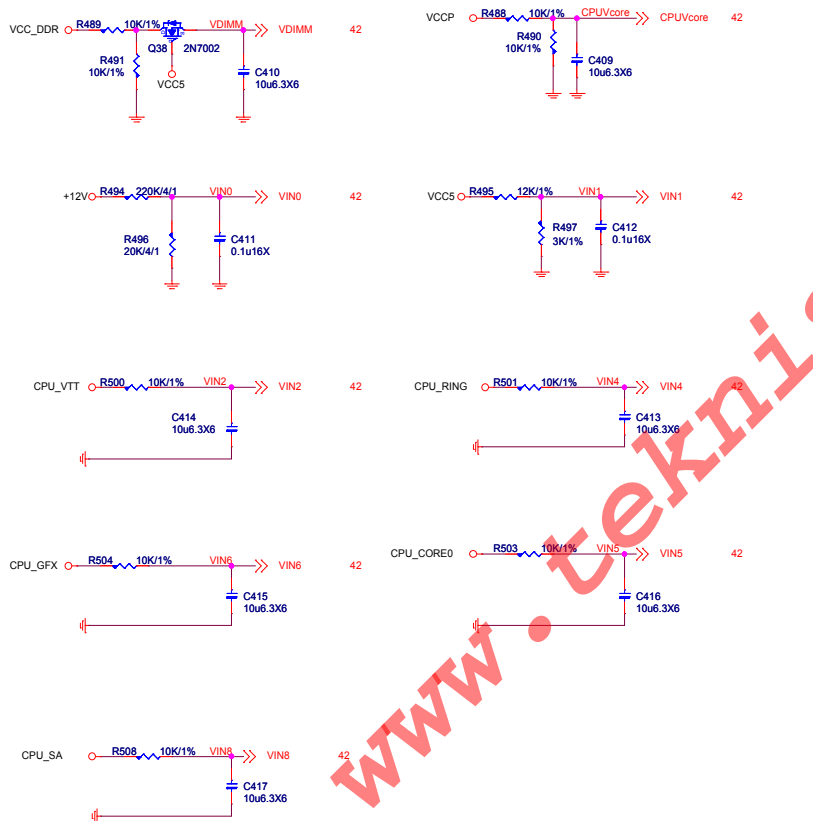 VCC_DDR R489 10K/1% VDIMM VDIMM 42
Q38 2N7002
R491
10K/1%
VCC5
C410
10u6.3X6
VCCP R488 10K/1% CPUVcore CPUVcore 42
R490
10K/1%
C409
10u6.3X6
+12V R494 220K/4/1 VIN0 VIN0 42
R496
20K/4/1
C411
0.1u16X
VCC5 R495 12K/1% VIN1 VIN1 42
R497
3K/1%
C412
0.1u16X
CPU_VTT R500 10K/1% VIN2 VIN2 42
C414
10u6.3X6
CPU_RING R501 10K/1% VIN4 VIN4 42
C413
10u6.3X6
CPU_GFX R504 10K/1% VIN6 VIN6 42
C415
10u6.3X6
CPU_CORE0 R503 10K/1% VIN5 VIN5 42
C416
10u6.3X6
CPU_SA R508 10K/1% VIN8 VIN8 42
C417
10u6.3X6
www.teknis